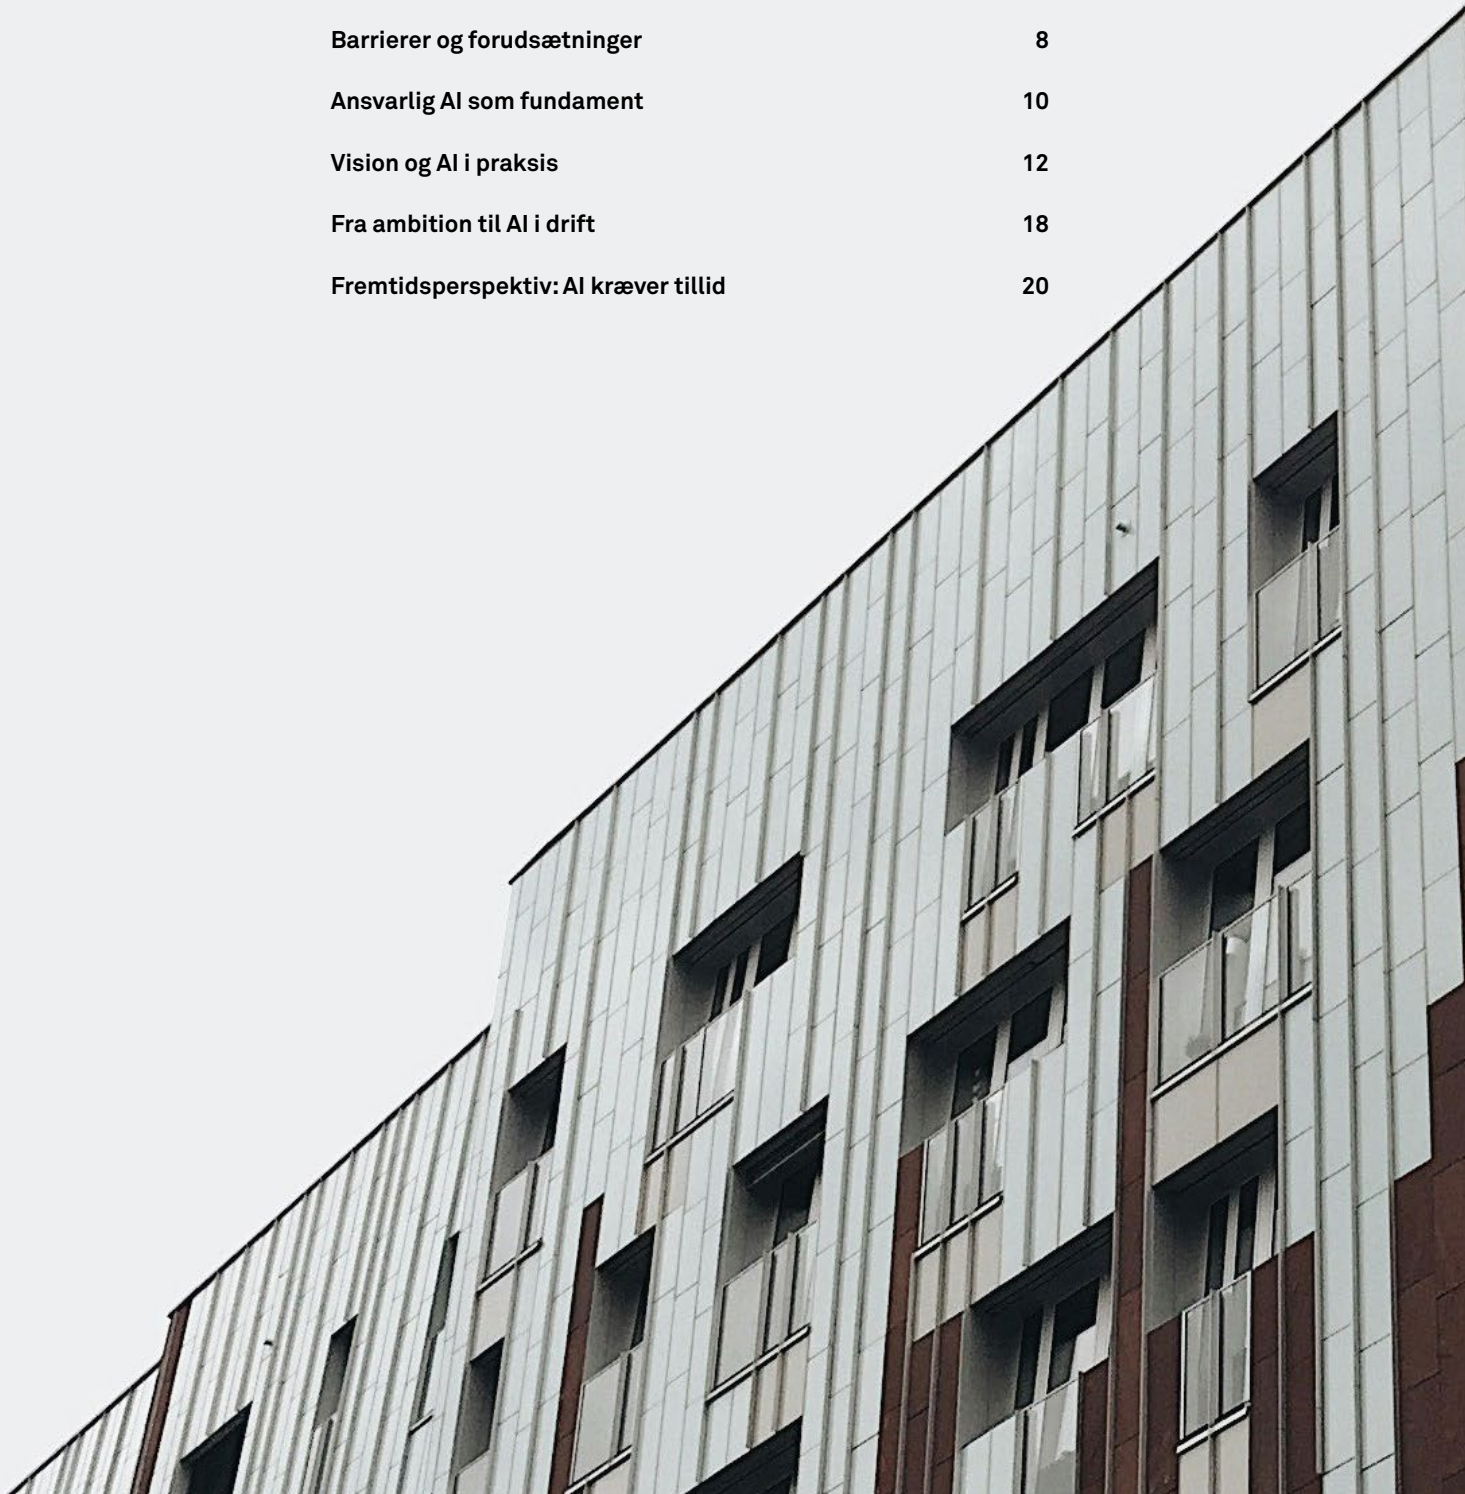 Barrierer og forudsætninger 8
Ansvarlig AI som fundament 10
Vision og AI i praksis 12
Fra ambition til AI i drift 18
Fremtidsperspektiv: AI kræver tillid 20